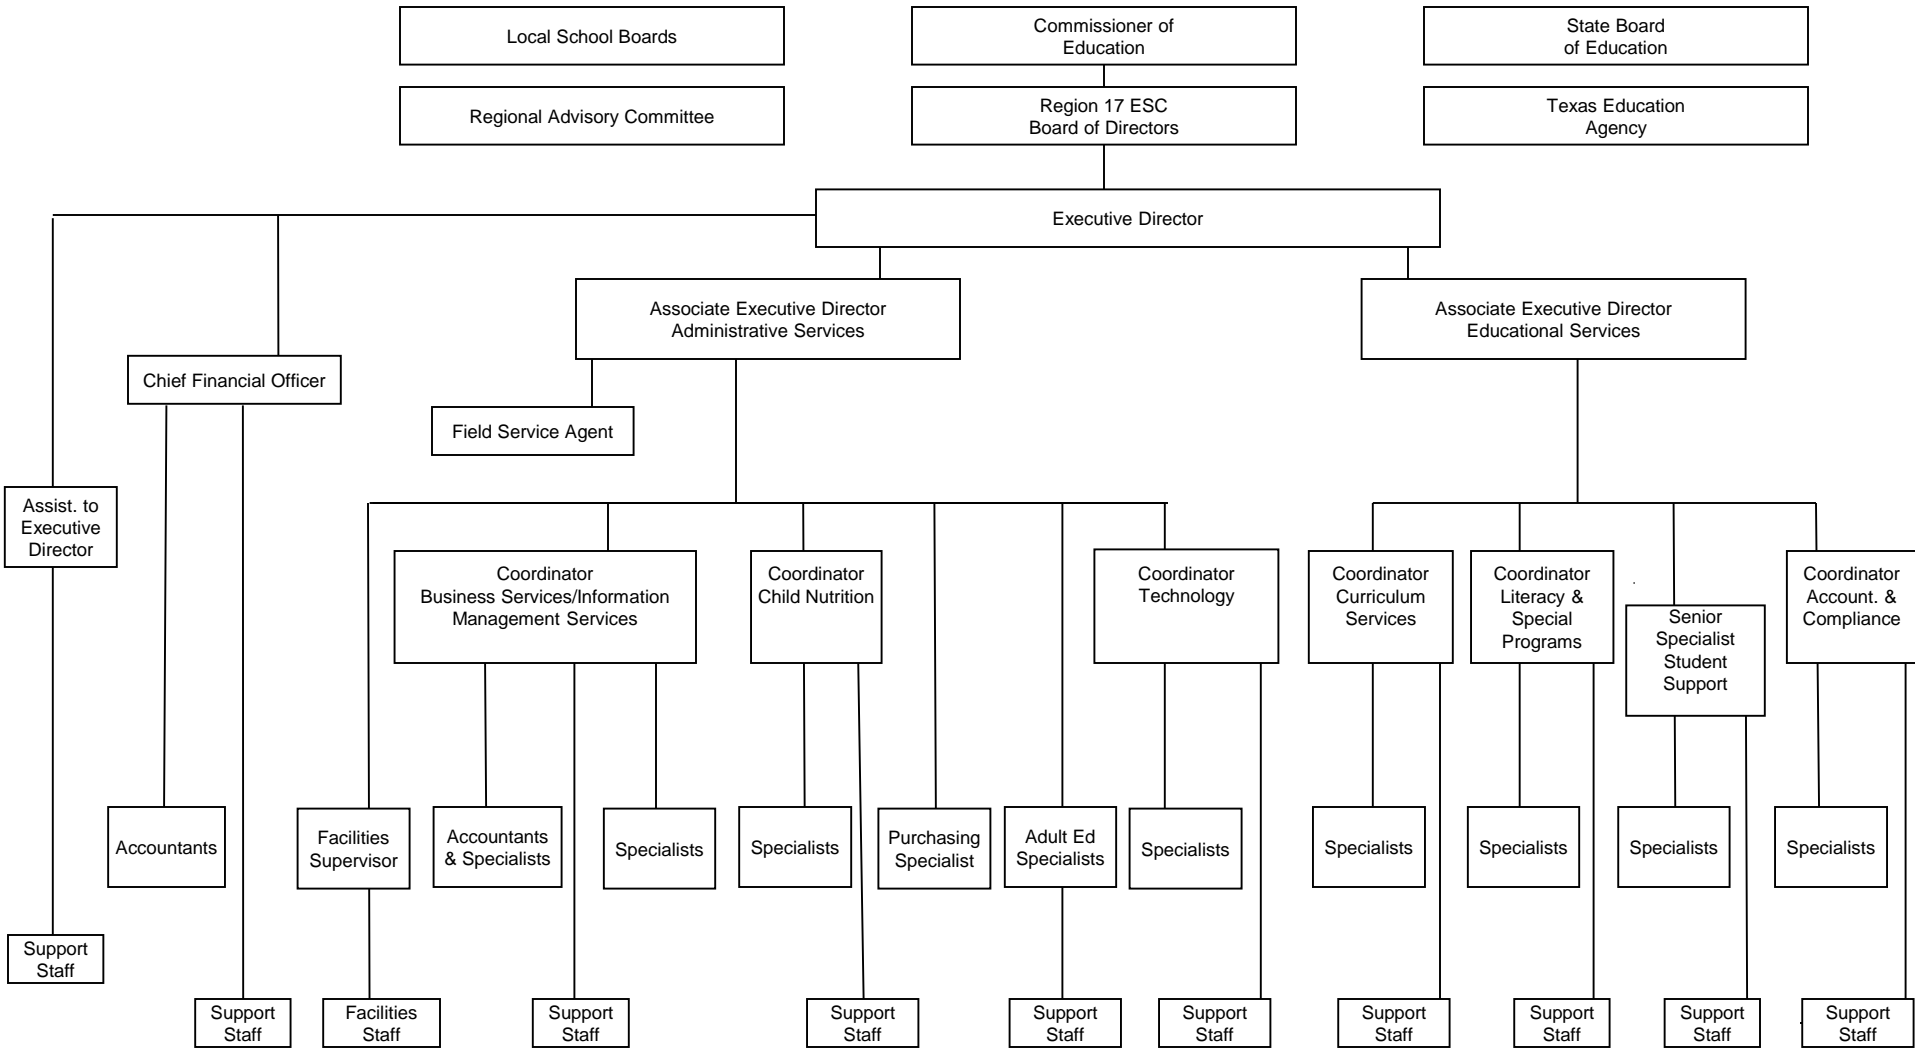 Local School Boards
Commissioner of
Education
State Board
of Education
Regional Advisory Committee
Region 17 ESC
Board of Directors
Texas Education
Agency
Executive Director
Associate Executive Director
Administrative Services
Associate Executive Director
Educational Services
Chief Financial Officer
Field Service Agent
Assist. to
Executive
Director
Coordinator
Business Services/Information
Management Services
Coordinator
Child Nutrition
Coordinator
Technology
Coordinator
Curriculum
Services
Coordinator
Literacy &
Special
Programs
Senior
Specialist
Student
Support
Coordinator
Account. &
Compliance
Accountants
Facilities
Supervisor
Accountants
& Specialists
Specialists
Specialists
Purchasing
Specialist
Adult Ed
Specialists
Specialists
Specialists
Specialists
Specialists
Specialists
Support
Staff
Support
Staff
Facilities
Staff
Support
Staff
Support
Staff
Support
Staff
Support
Staff
Support
Staff
Support
Staff
Support
Staff
Support
Staff